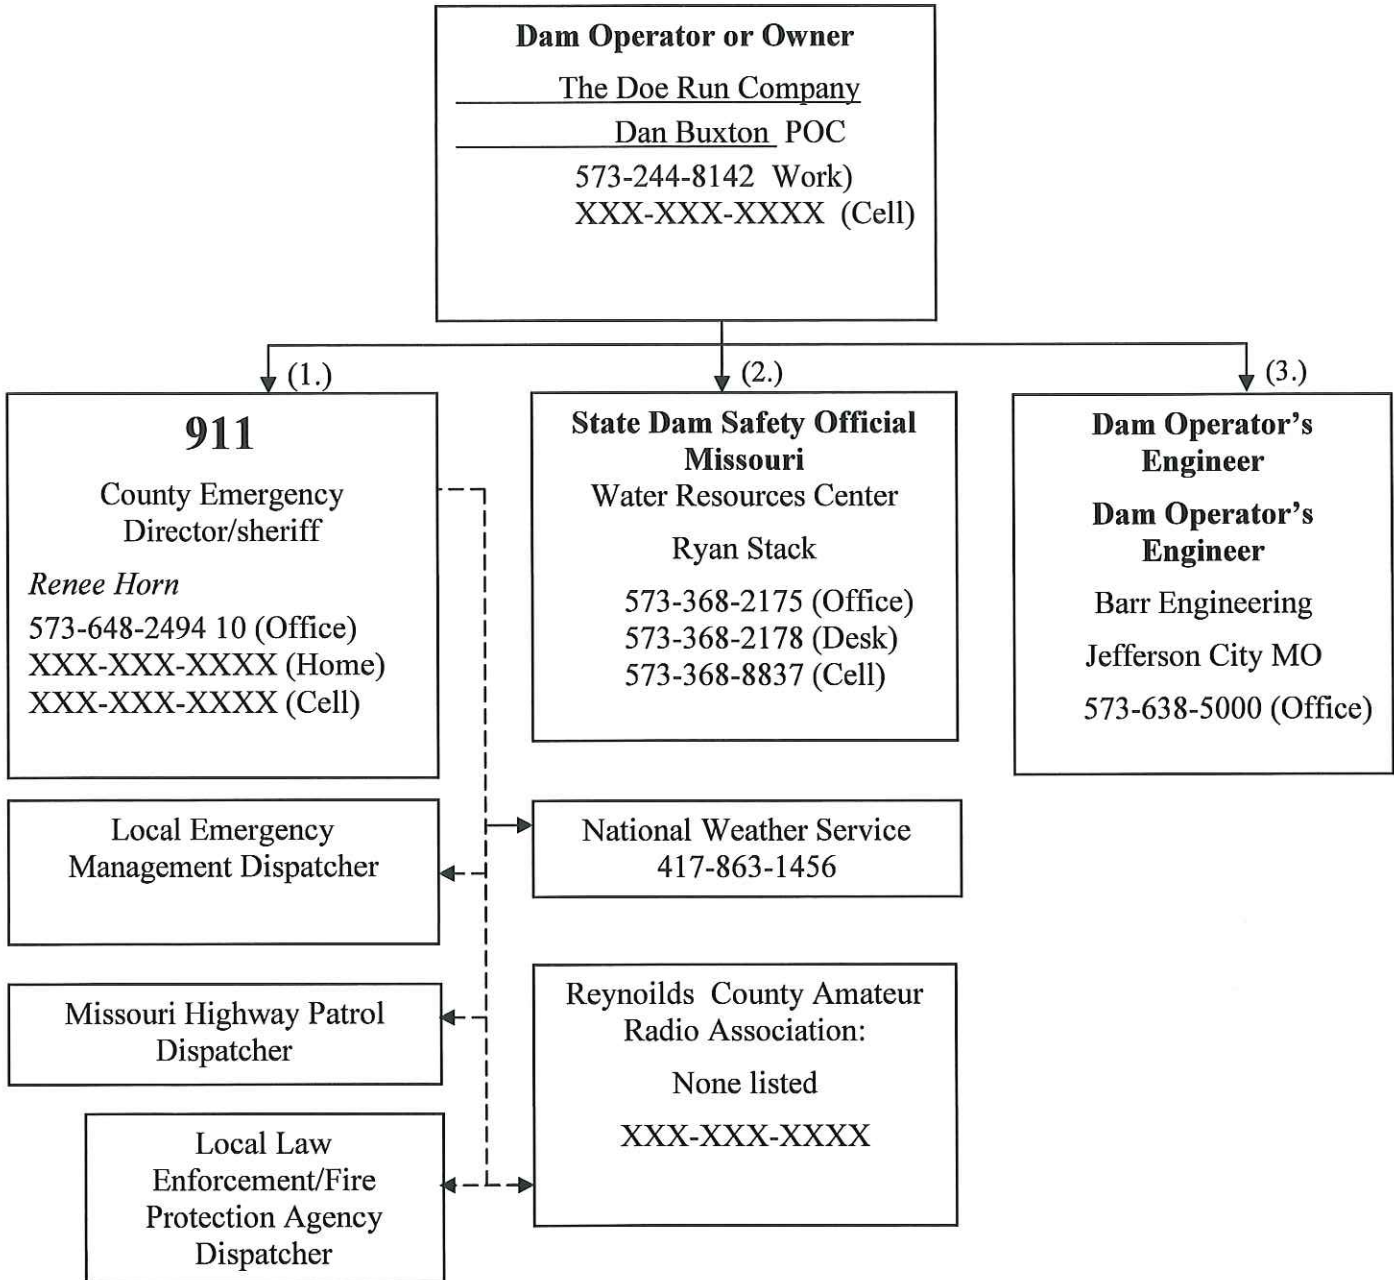 Dam Operator or Owner
The Doe Run Company
Dan Buxton POC
573-244-8142 Work)
XXX-XXX-XXXX (Cell)
(1.)
(2.)
(3.)
911
County Emergency
Director/sheriff
Renee Horn
573-648-2494 10 (Office)
XXX-XXX-XXXX (Home)
XXX-XXX-XXXX (Cell)
State Dam Safety Official
Missouri
Water Resources Center
Ryan Stack
573-368-2175 (Office)
573-368-2178 (Desk)
573-368-8837 (Cell)
Dam Operator's
Engineer
Dam Operator's
Engineer
Barr Engineering
Jefferson City MO
573-638-5000 (Office)
Local Emergency
Management Dispatcher
National Weather Service
417-863-1456
Missouri Highway Patrol
Dispatcher
Reynoilds County Amateur
Radio Association:
None listed
XXX-XXX-XXXX
Local Law
Enforcement/Fire
Protection Agency
Dispatcher